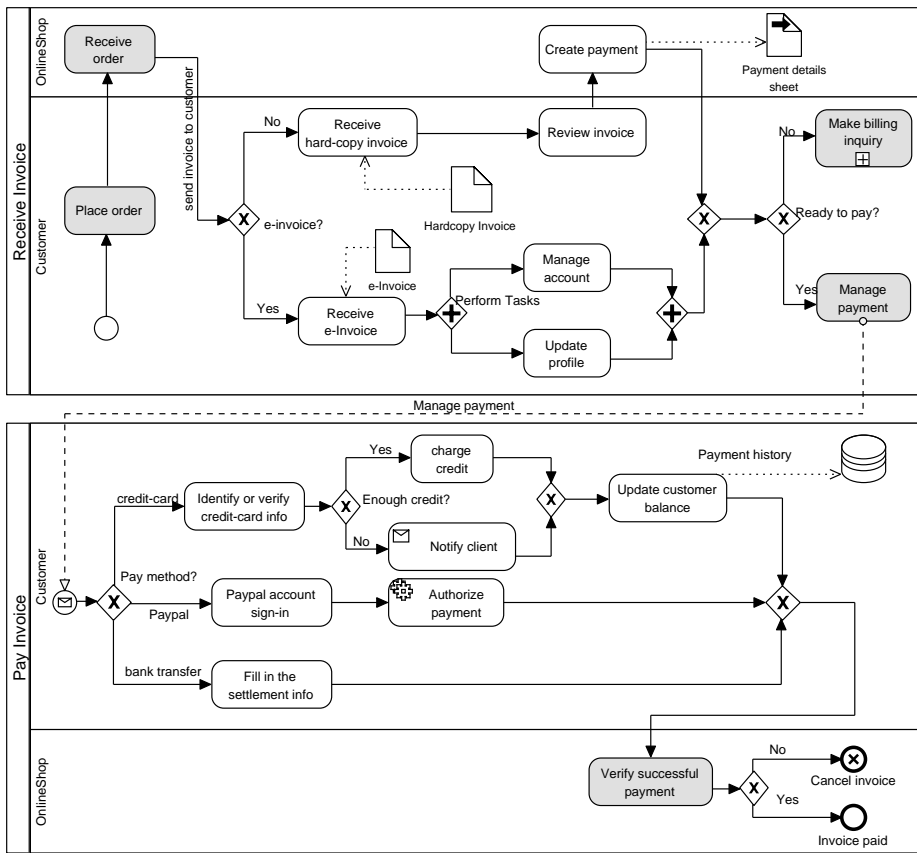 Receive Invoice
OnlineShop
Receive
order
send invoice to customer
Create payment
Payment details
sheet
Customer
Place order
No
Receive
hard-copy invoice
Review invoice
No
Make billing
inquiry
e-invoice?
Hardcopy Invoice
Ready to pay?
e-Invoice
Manage
account
Yes
Receive
e-Invoice
Perform Tasks
Yes
Manage
payment
Update
profile
Manage payment
Pay Invoice
Customer
Yes
charge
credit
Payment history
credit-card
Identify or verify
credit-card info
Enough credit?
Update customer
balance
No
Notify client
Pay method?
Paypal
Paypal account
sign-in
Authorize
payment
bank transfer
Fill in the
settlement info
OnlineShop
Verify successful
payment
No
Cancel invoice
Yes
Invoice paid